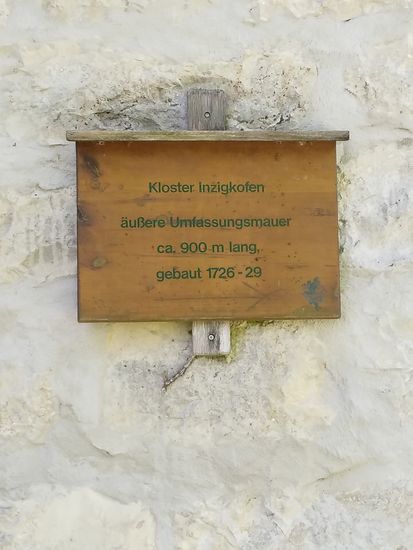 Kloster Inzigkofen
äußere Umfassungsmauer
ca. 900 m lang,
gebaut 1726 - 29